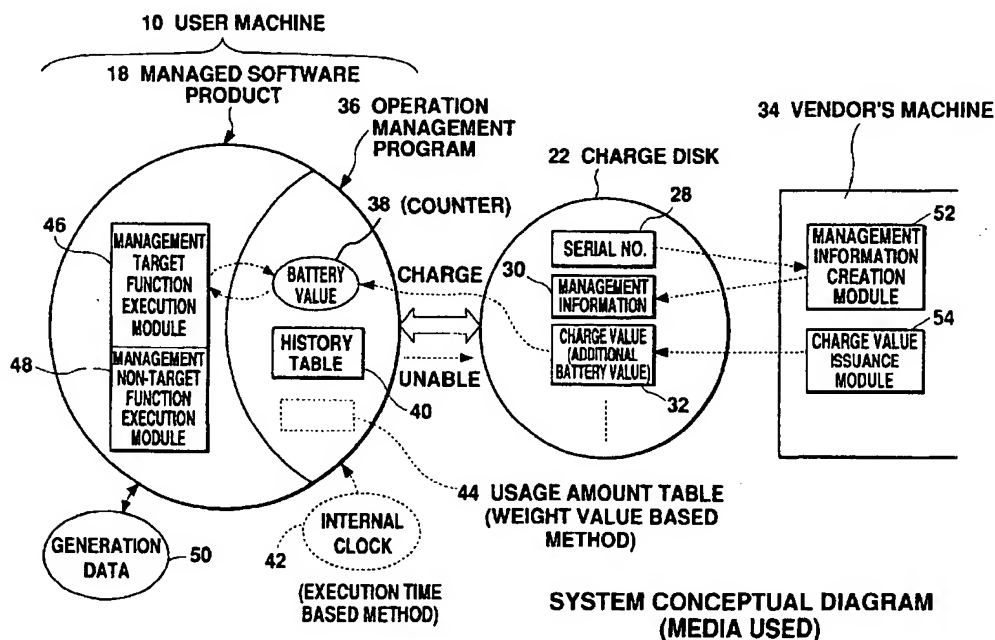 10 USER MACHINE
18 MANAGED SOFTWARE
PRODUCT
36 OPERATION
MANAGEMENT
PROGRAM
34 VENDOR'S MACHINE
22 CHARGE DISK
38 (COUNTER)
28
52
46
MANAGEMENT
TARGET
FUNCTION
EXECUTION
MODULE
BATTERY
VALUE
CHARGE
SERIAL NO.
30
MANAGEMENT
INFORMATION
MANAGEMENT
INFORMATION
CREATION
MODULE
54
48
MANAGEMENT
NON-TARGET
FUNCTION
EXECUTION
MODULE
HISTORY
TABLE
UNABLE
CHARGE VALUE
(ADDITIONAL
BATTERY VALUE)
CHARGE VALUE
ISSUANCE
MODULE
40
32
44 USAGE AMOUNT TABLE
(WEIGHT VALUE BASED
METHOD)
GENERATION
DATA
50
42
INTERNAL
CLOCK
(EXECUTION TIME
BASED METHOD)
SYSTEM CONCEPTUAL DIAGRAM
(MEDIA USED)